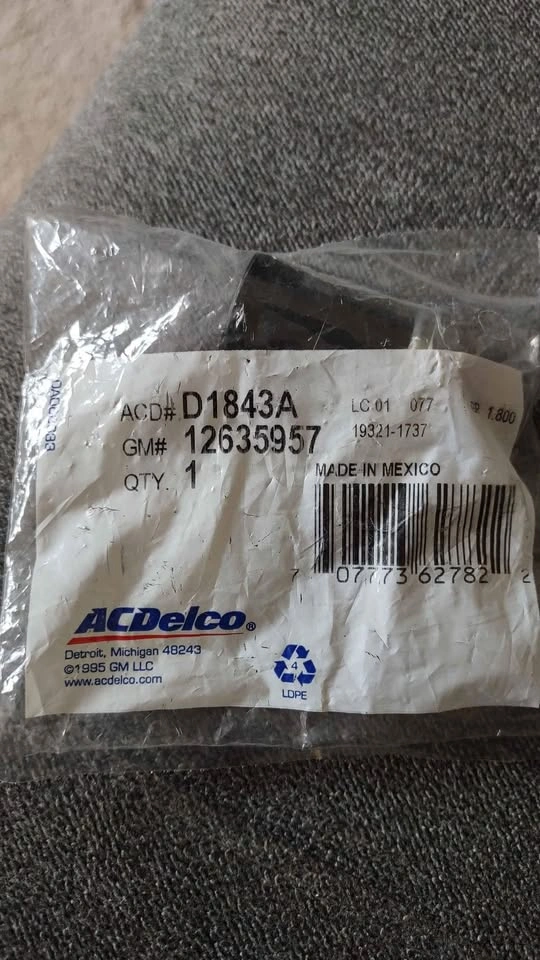 ACD# D1843A
GM# 12635957
QTY. 1
LC 01 077 1.800
19321-1737
MADE IN MEXICO
7 07773 62782 2
ACDelco®
Detroit, Michigan 48243
©1995 GM LLC
www.acdelco.com
4
LDPE